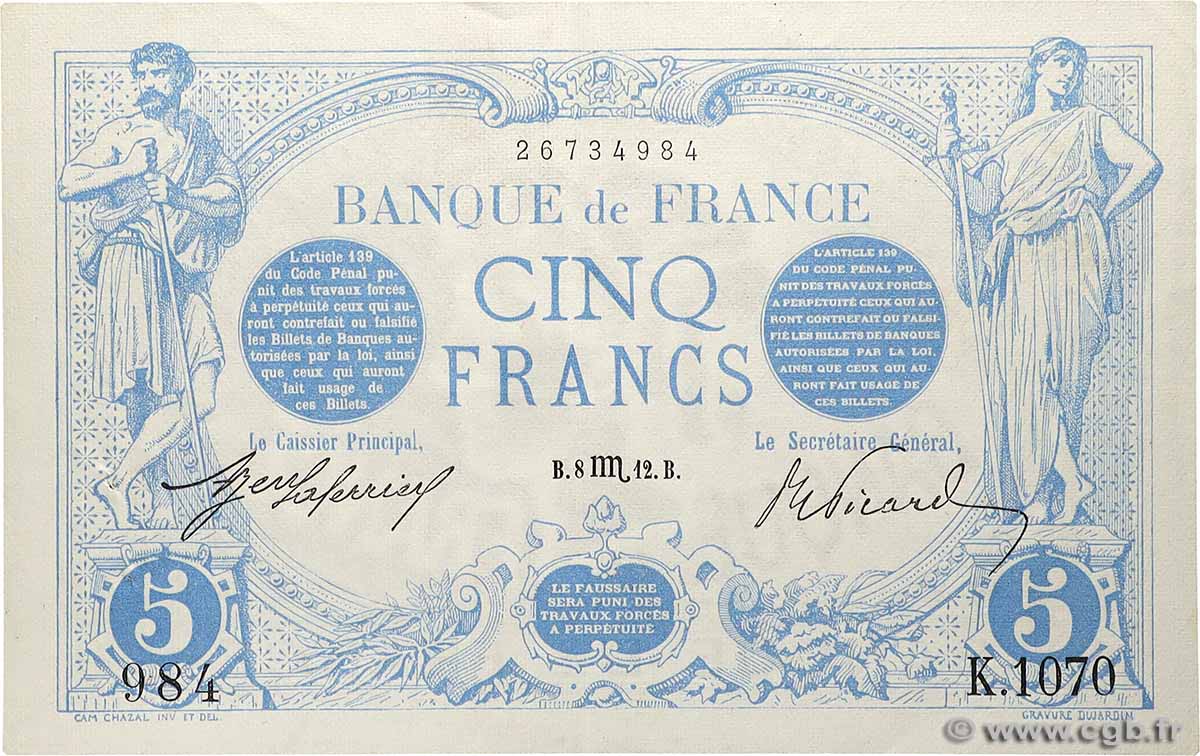 26734984
BANQUE de FRANCE
CINQ
FRANCS
L'article 139
du Code Pénal pu-
nit des travaux forcés
à perpétuité ceux qui au-
ront contrefait ou falsifié
les Billets de Banques au-
torisées par la loi, ainsi
que ceux qui auront
fait usage de
ces Billets.
L'ARTICLE 139
DU CODE PÉNAL PU-
NIT DES TRAVAUX FORCÉS
A PERPÉTUITÉ CEUX QUI AU-
RONT CONTREFAIT OU FALSI-
FIÉ LES BILLETS DE BANQUES
AUTORISÉES PAR LA LOI,
AINSI QUE CEUX QUI AU-
RONT FAIT USAGE DE
CES BILLETS.
Le Caissier Principal,
Le Secrétaire Général,
B.8 m 12.B.
Picard
LE FAUSSAIRE
SERA PUNI DES
TRAVAUX FORCÉS
A PERPÉTUITÉ
5
5
984
K.1070
CAM CHAZAL INV ET DEL.
GRAVURE DUJARDIN
© www.cgb.fr